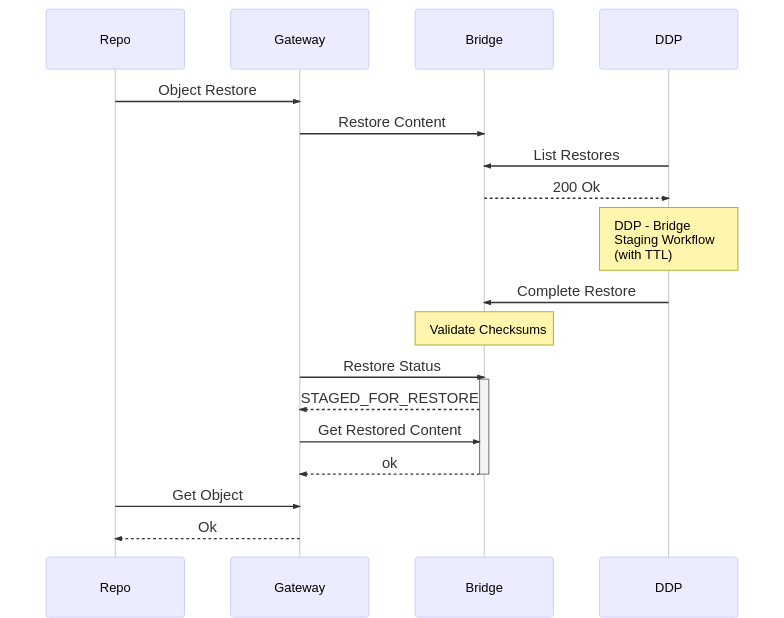 Repo
Gateway
Bridge
DDP
Object Restore
Restore Content
List Restores
200 Ok
DDP - Bridge
Staging Workflow
(with TTL)
Complete Restore
Validate Checksums
Restore Status
STAGED_FOR_RESTORE
Get Restored Content
ok
Get Object
Ok
Repo
Gateway
Bridge
DDP